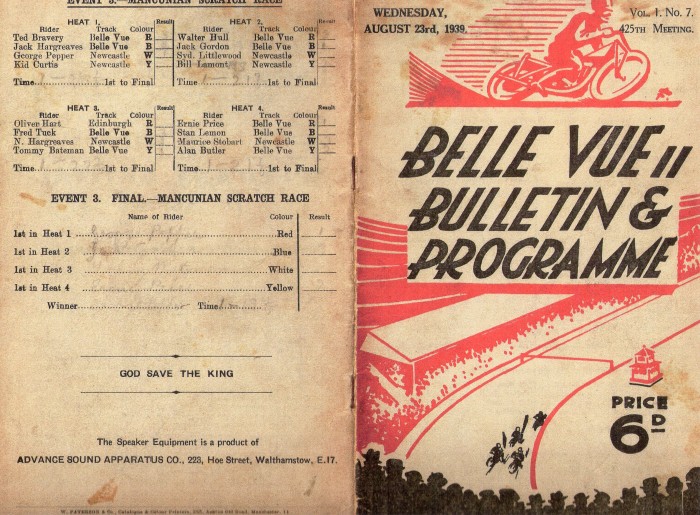 EVENT 3.—MANCUNIAN SCRATCH RACE
HEAT 1. Result
Rider Track Colour
Ted Bravery Belle Vue R
Jack Hargreaves Belle Vue B
George Pepper Newcastle W
Kid Curtis Newcastle Y
Time 1st to Final
HEAT 2. Result
Rider Track Colour
Walter Hull Belle Vue R
Jack Gordon Belle Vue B
Syd. Littlewood Newcastle W
Bill Lamont Newcastle Y
Time 1st to Final
HEAT 3. Result
Rider Track Colour
Oliver Hart Edinburgh R
Fred Tuck Belle Vue B
N. Hargreaves Newcastle W
Tommy Bateman Belle Vue Y
Time 1st to Final
HEAT 4. Result
Rider Track Colour
Ernie Price Belle Vue R
Stan Lemon Belle Vue B
Maurice Stobart Newcastle W
Alan Butler Belle Vue Y
Time 1st to Final
EVENT 3. FINAL.—MANCUNIAN SCRATCH RACE
Name of Rider Colour Result
1st in Heat 1 Red
1st in Heat 2 Blue
1st in Heat 3 White
1st in Heat 4 Yellow
Winner Time
GOD SAVE THE KING
The Speaker Equipment is a product of
ADVANCE SOUND APPARATUS CO., 223, Hoe Street, Walthamstow, E.17.
WEDNESDAY,
AUGUST 23rd, 1939.
VOL. 1. No. 7.
425TH MEETING.
BELLE VUE
BULLETIN &
PROGRAMME
PRICE
6D